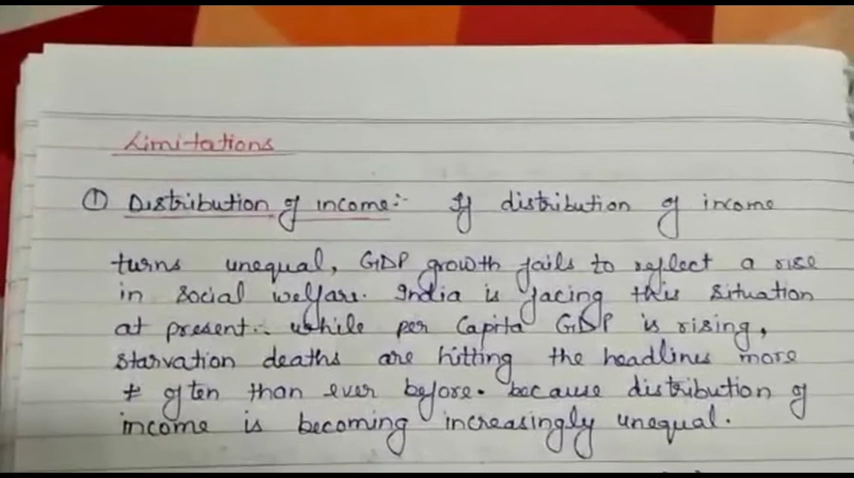 Limitations
① Distribution of income:- If distribution of income
turns unequal, GDP growth fails to reflect a rise
in social welfare. India is facing this situation
at present. while per Capita GDP is rising,
starvation deaths are hitting the headlines more
often than ever before. because distribution of
income is becoming increasingly unequal.